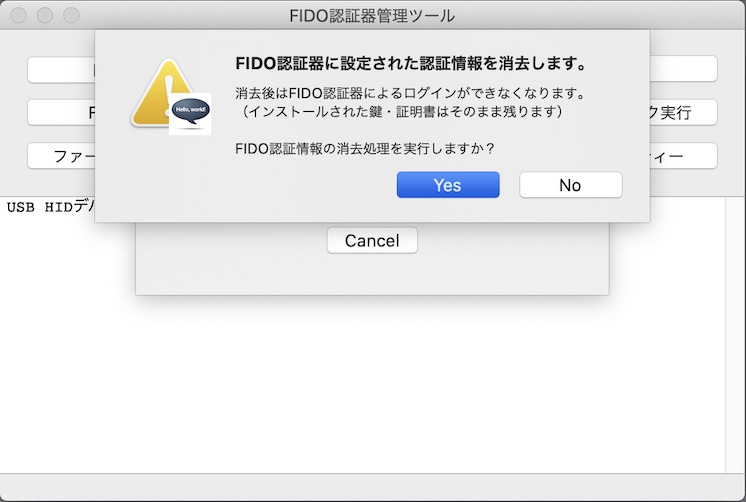 FIDO認証器管理ツール
FIDO認証器に設定された認証情報を消去します。
消去後はFIDO認証器によるログインができなくなります。
（インストールされた鍵・証明書はそのまま残ります）
Hello, world!
FIDO認証情報の消去処理を実行しますか？
Yes
No
ク実行
ファー
ィー
USB HIDデバ
Cancel